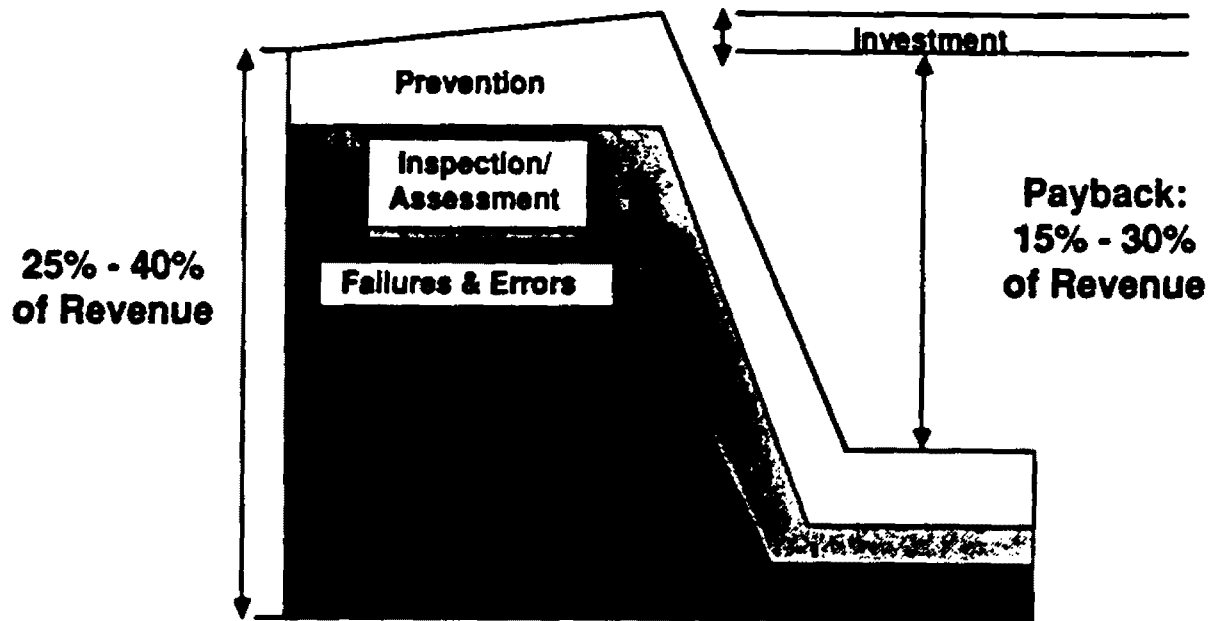 Investment
Prevention
Inspection/
Assessment
Failures & Errors
25% - 40%
of Revenue
Payback:
15% - 30%
of Revenue